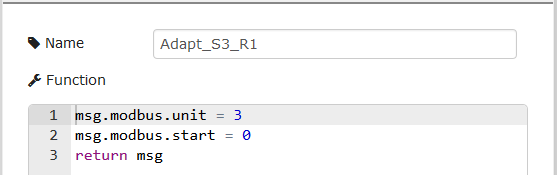 Name
Adapt_S3_R1
Function
1 msg.modbus.unit = 3
2 msg.modbus.start = 0
3 return msg